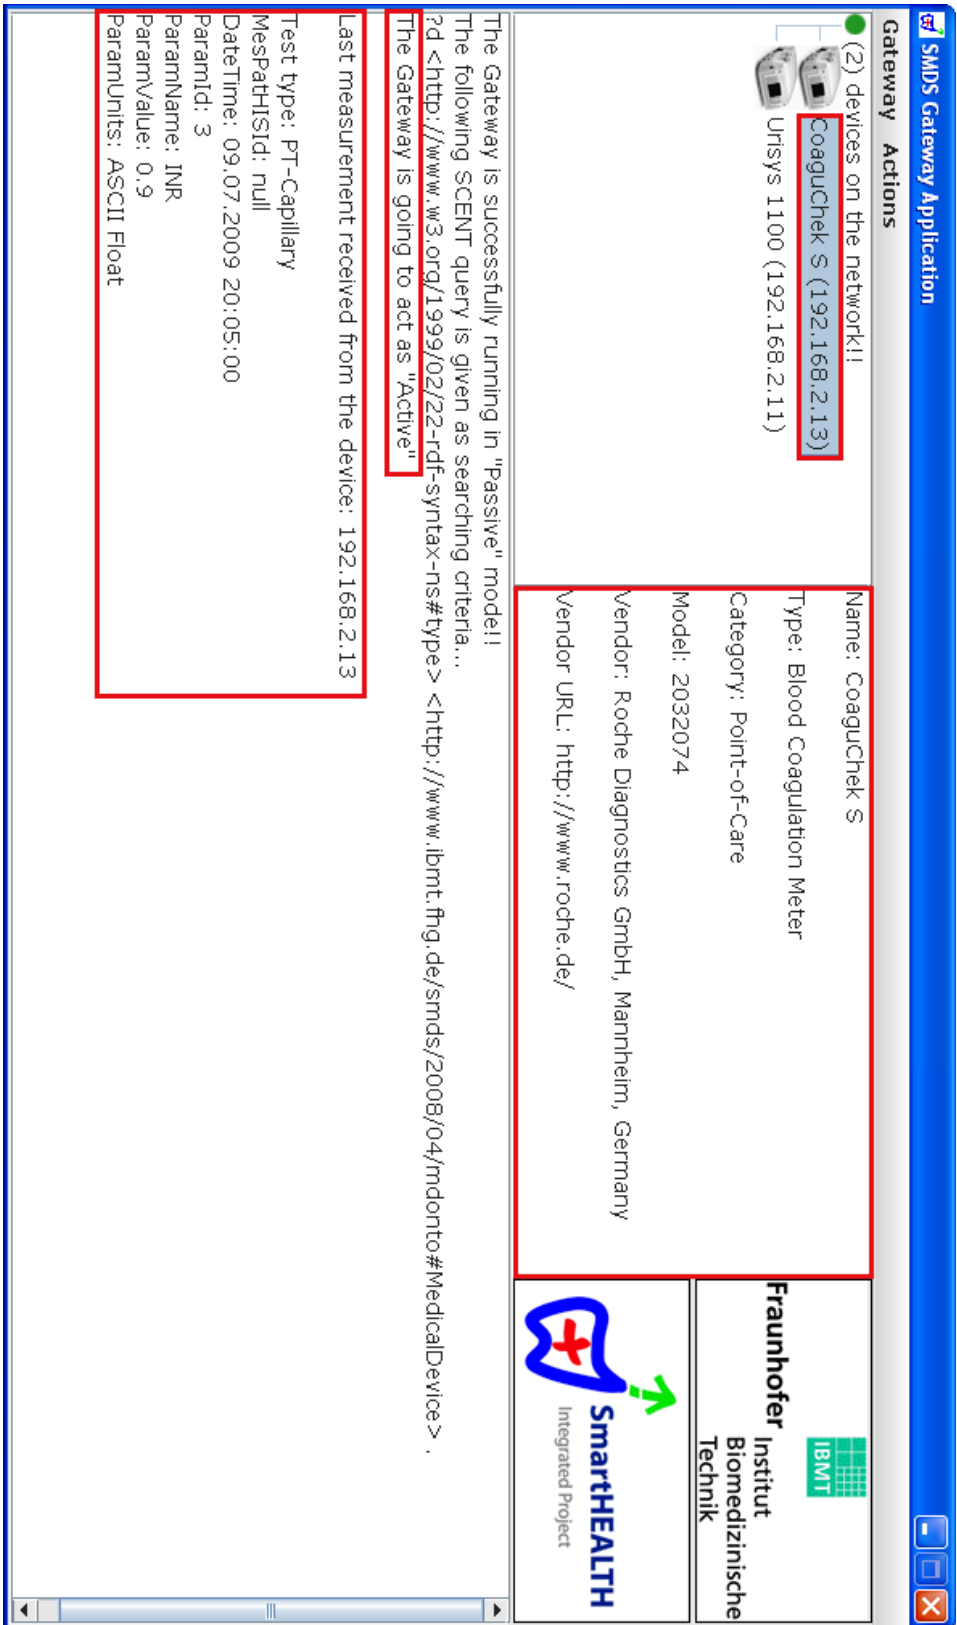 SMDS Gateway Application
Gateway Actions
(2) devices on the network!!
CoaguChek S (192.168.2.13)
Urisys 1100 (192.168.2.11)
Name: CoaguChek S
Type: Blood Coagulation Meter
Category: Point-of-Care
Model: 2032074
Vendor: Roche Diagnostics GmbH, Mannheim, Germany
Vendor URL: http://www.roche.de/
IBMT
Fraunhofer Institut
Biomedizinische
Technik
SmartHEALTH
Integrated Project
The Gateway is successfully running in "Passive" mode!!
The following SCENT query is given as searching criteria...
?d <http://www.w3.org/1999/02/22-rdf-syntax-ns#type> <http://www.ibmt.fhg.de/smds/2008/04/mdonto#MedicalDevice> .
The Gateway is going to act as "Active"
Last measurement received from the device: 192.168.2.13
Test type: PT-Capillary
MesPatHISId: null
DateTime: 09.07.2009 20:05:00
ParamId: 3
ParamName: INR
ParamValue: 0.9
ParamUnits: ASCII Float